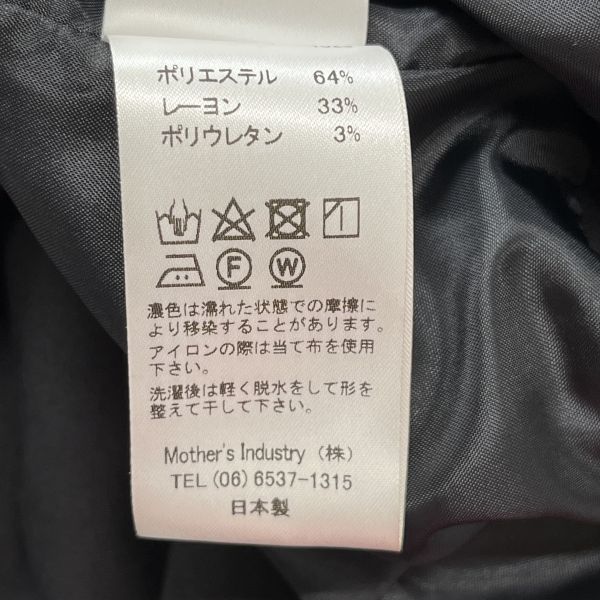 ポリエステル 64%
レーヨン 33%
ポリウレタン 3%
F W
濃色は濡れた状態での摩擦に
より移染することがあります。
アイロンの際は当て布を使用
下さい。
洗濯後は軽く脱水をして形を
整えて干して下さい。
Mother's Industry (株)
TEL (06) 6537-1315
日本製